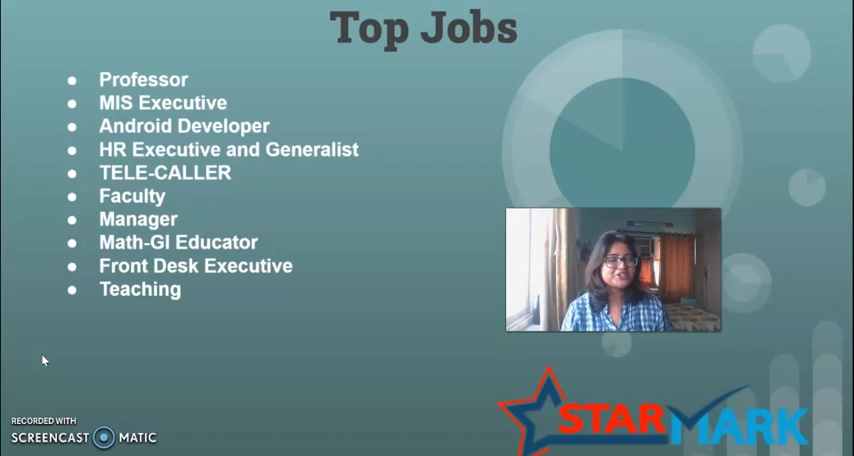 Top Jobs
Professor
MIS Executive
Android Developer
HR Executive and Generalist
TELE-CALLER
Faculty
Manager
Math-GI Educator
Front Desk Executive
Teaching
STARMARK
RECORDED WITH
SCREENCAST MATIC